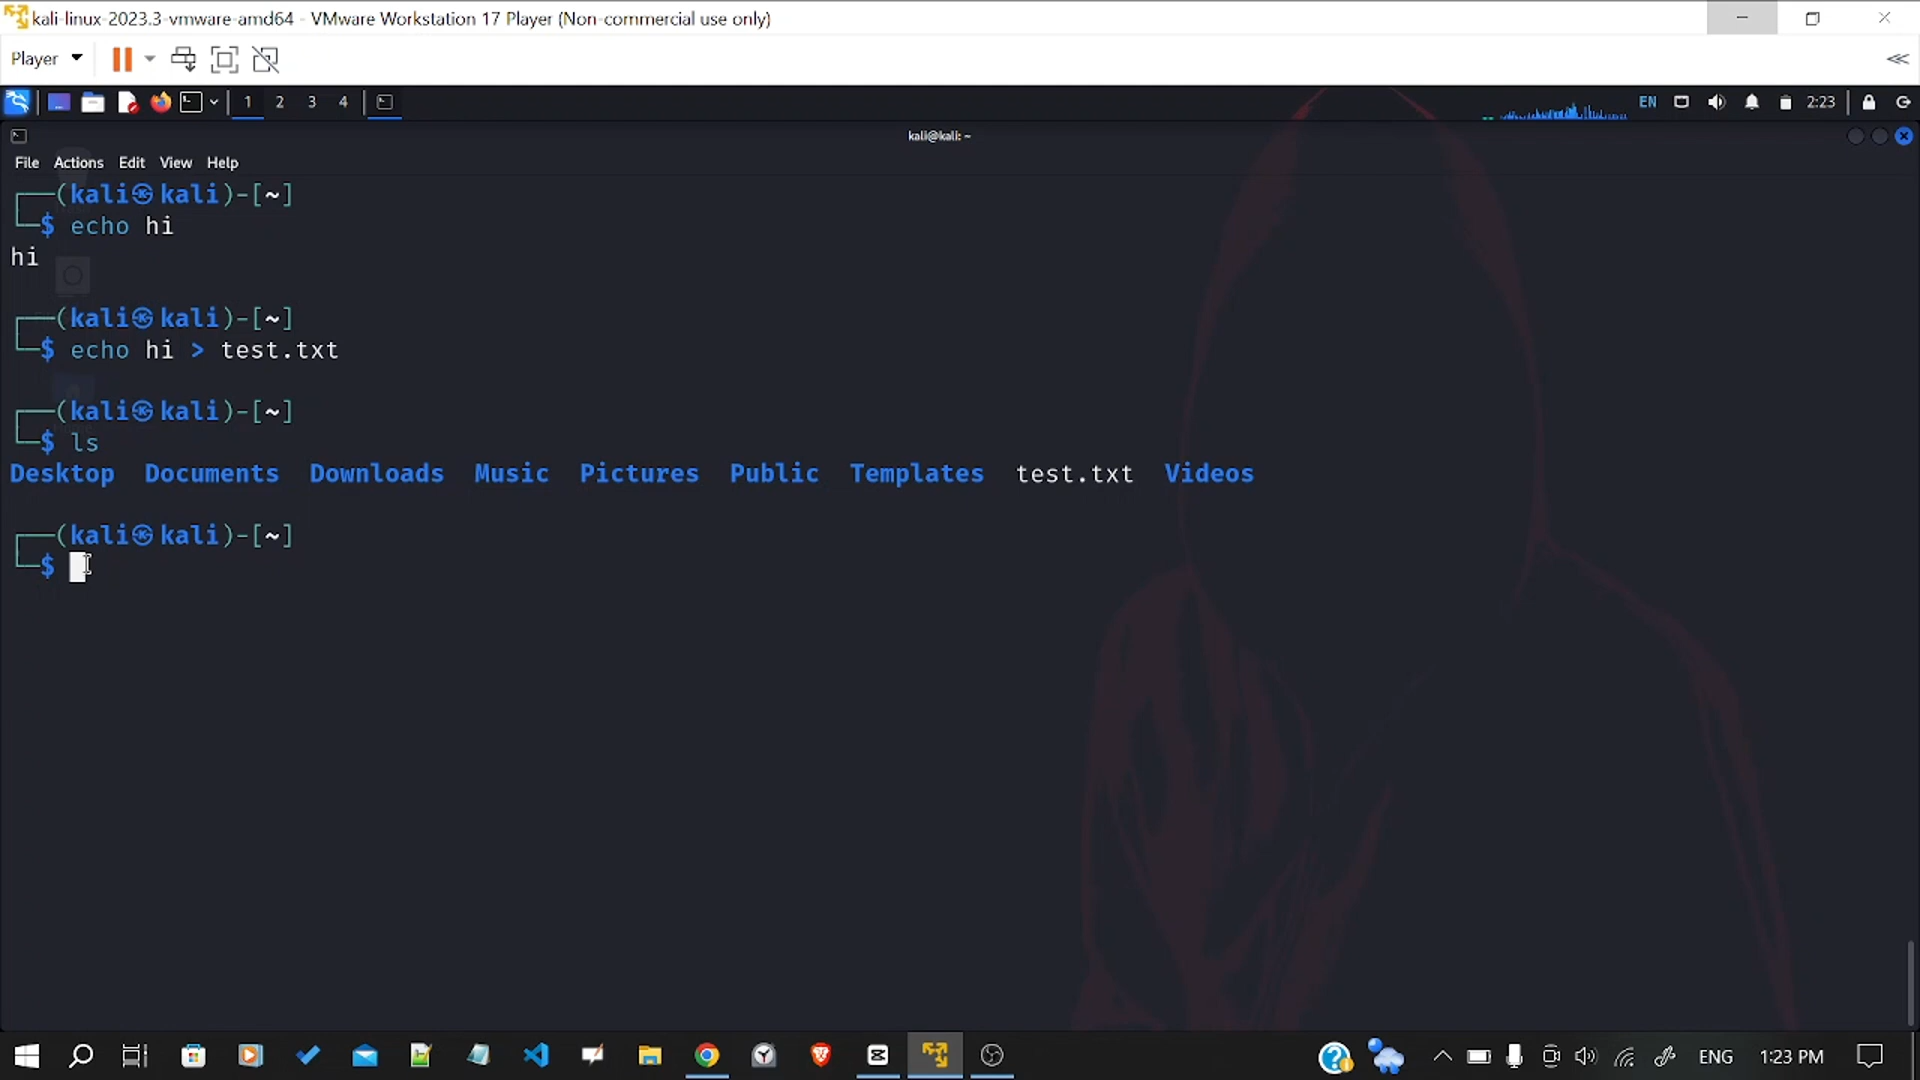 kali-linux-2023.3-vmware-amd64 - VMware Workstation 17 Player (Non-commercial use only)
Player
1 2 3 4 EN 2:23
kali@kali: ~
File Actions Edit View Help
(kali㉿kali)-[~]
$ echo hi
hi
(kali㉿kali)-[~]
$ echo hi > test.txt
(kali㉿kali)-[~]
$ ls
Desktop Documents Downloads Music Pictures Public Templates test.txt Videos
(kali㉿kali)-[~]
$
ENG 1:23 PM